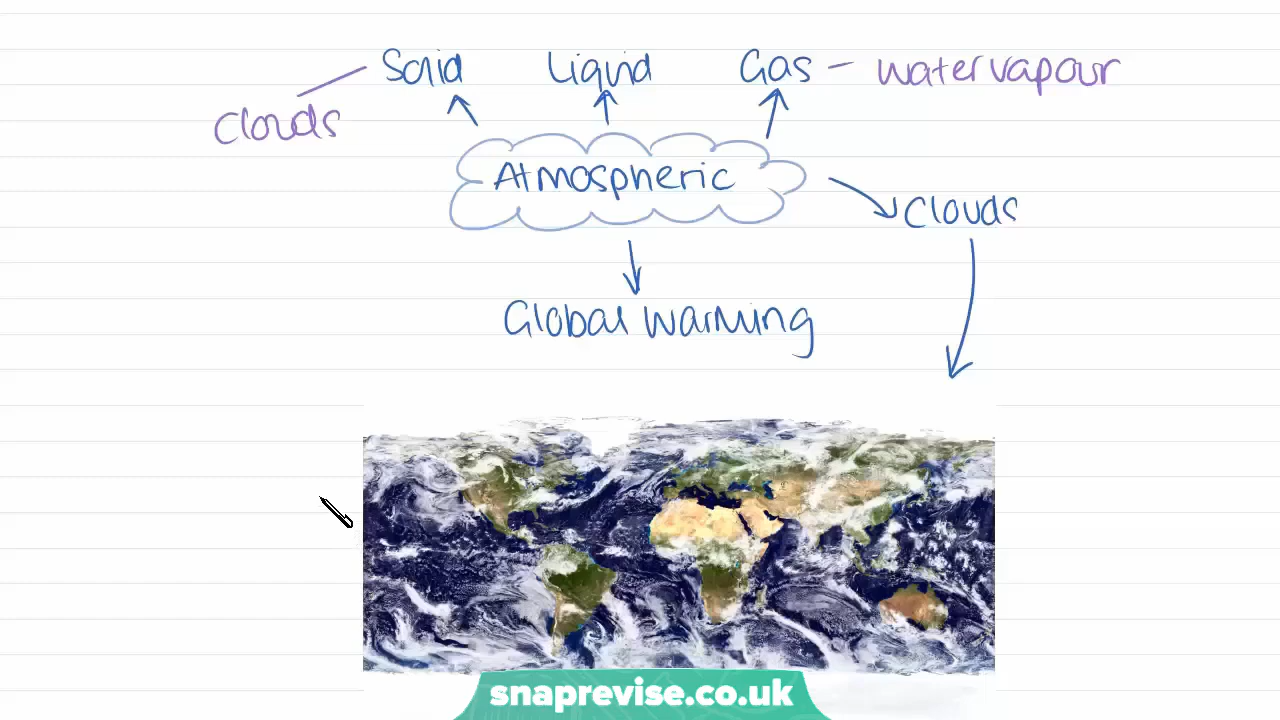 Solid Liquid Gas - water vapour
Clouds
Atmospheric
Clouds
Global warming
snaprevise.co.uk